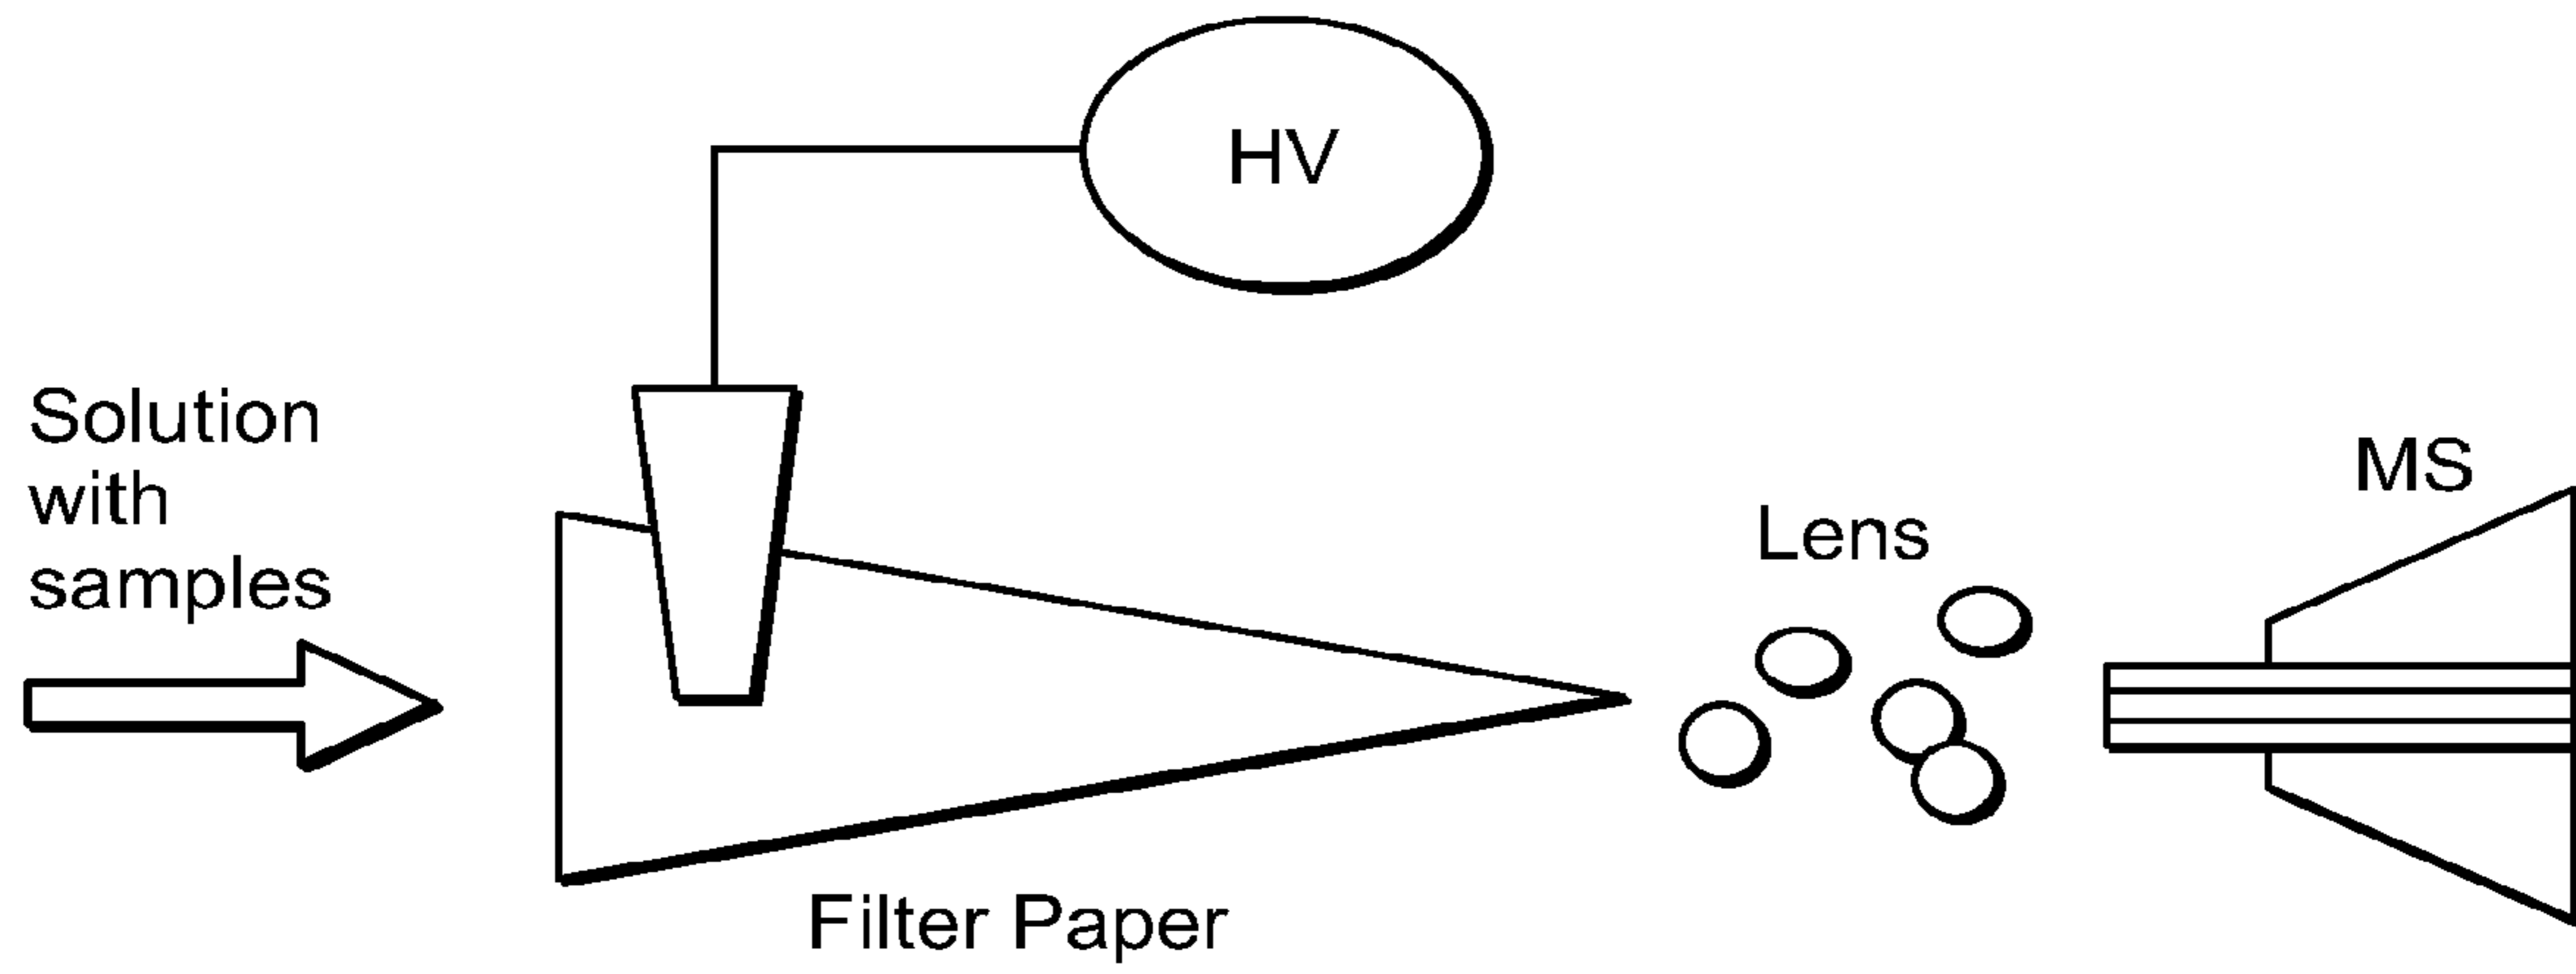 HV
Solution
with
samples
MS
Lens
Filter Paper